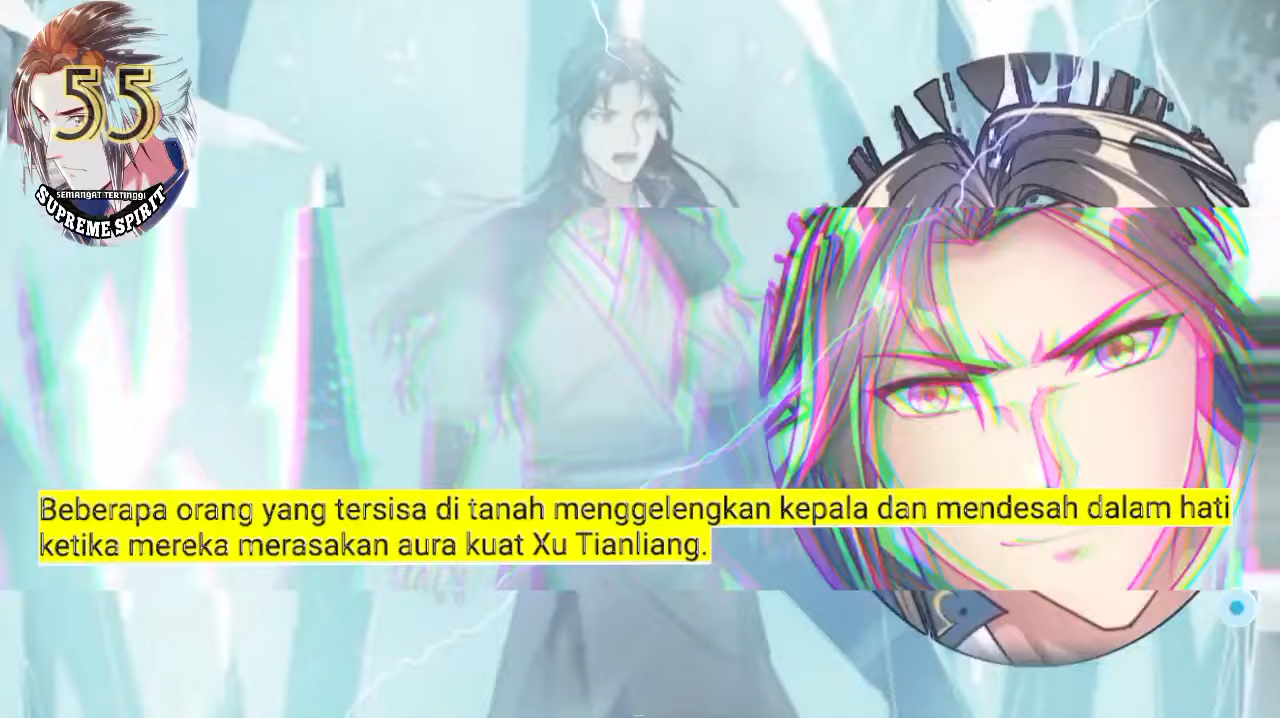 55
SEMANGAT TERTINGGI
SUPREME SPIRIT
Beberapa orang yang tersisa di tanah menggelengkan kepala dan mendesah dalam hati
ketika mereka merasakan aura kuat Xu Tianliang.